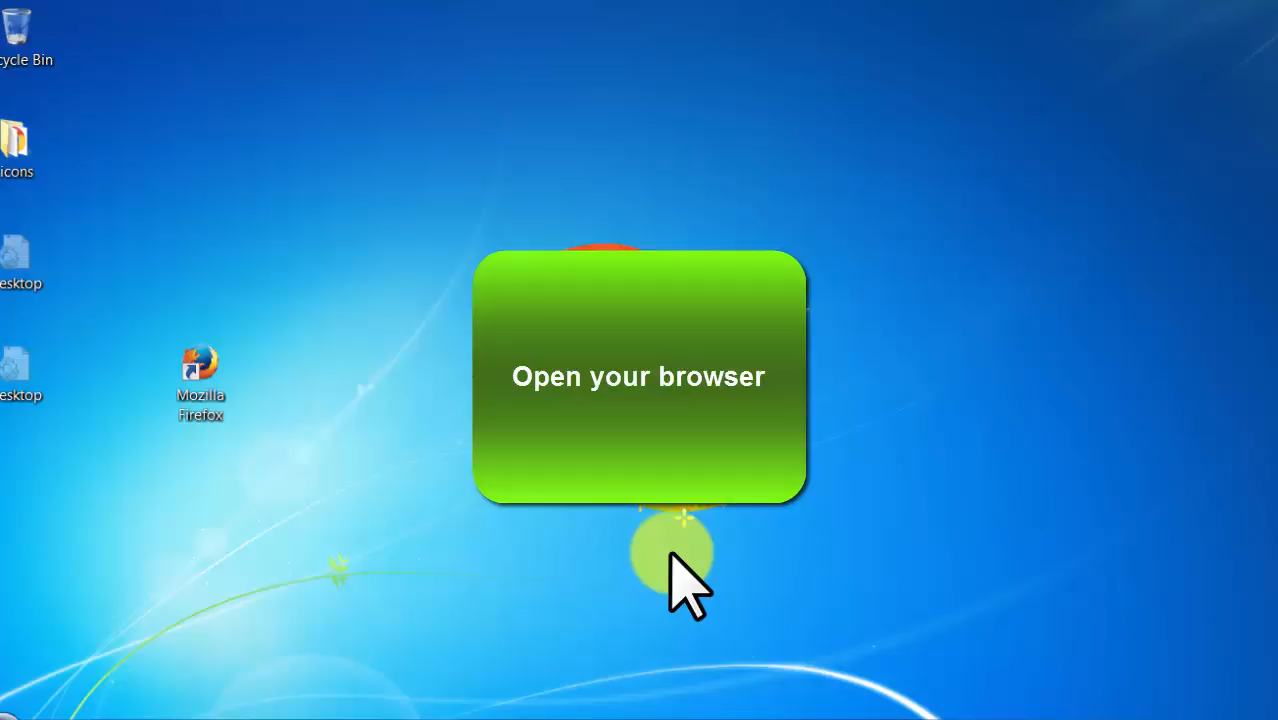 cycle Bin
icons
esktop
esktop
Mozilla
Firefox
Open your browser